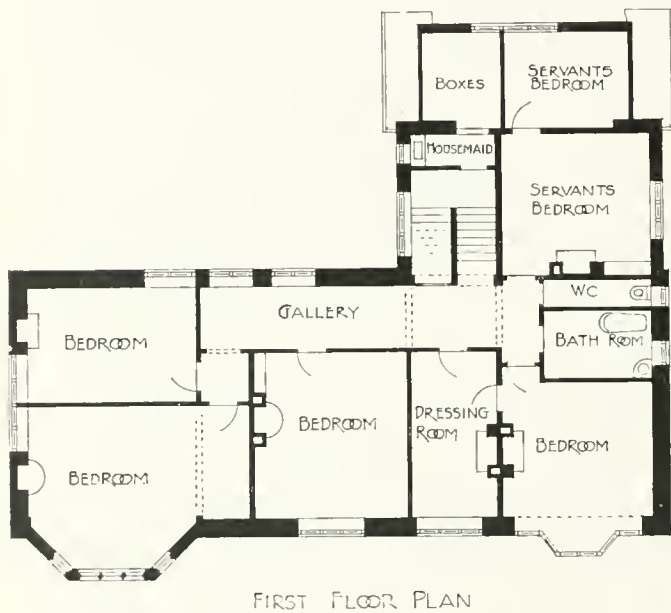 BOXES
SERVANTS
BEDROOM
HOUSEMAID
SERVANTS
BEDROOM
WC
GALLERY
BATH ROOM
BEDROOM
BEDROOM
DRESSING
ROOM
BEDROOM
BEDROOM
FIRST FLOOR PLAN